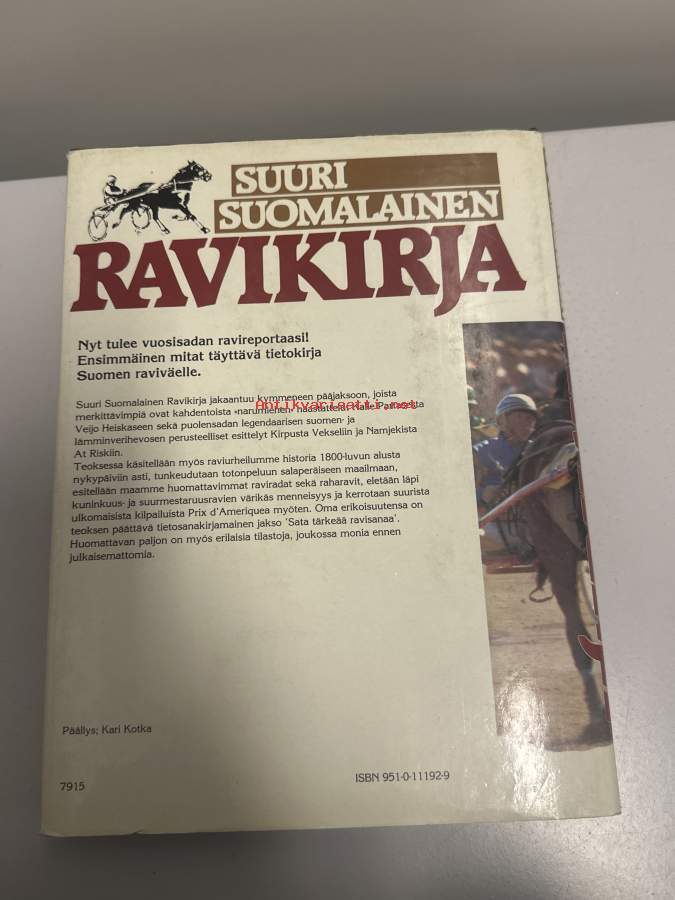 SUURI
SUOMALAINEN
RAVIKIRJA
Nyt tulee vuosisadan ravireportaasi!
Ensimmäinen mitat täyttävä tietokirja
Suomen raviväelle.
Suuri Suomalainen Ravikirja jakaantuu kymmeneen pääjaksoon, joista
Antikvariaatti.net
merkittävimpiä ovat kahdentoista »narumiehen»
Veijo Heiskaseen sekä puolensadan legendaarisen suomen- ja
lämminverihevosen perusteelliset esittelyt Kirpusta Vekseliin ja Namjekista
At Riskiin.
Teoksessa käsitellään myös raviurheilumme historia 1800-luvun alusta
nykypäiviin asti, tunkeudutaan totonpeluun salaperäiseen maailmaan,
esitellään maamme huomattavimmat raviradat sekä raharavit, eletään läpi
kuninkuus- ja suurmestaruusravien värikäs menneisyys ja kerrotaan suurista
ulkomaisista kilpailuista Prix d'Ameriquea myöten. Oma erikoisuutensa on
teoksen päättävä tietosanakirjamainen jakso 'Sata tärkeää ravisanaa'.
Huomattavan paljon on myös erilaisia tilastoja, joukossa monia ennen
julkaisemattomia.
Päällys; Kari Kotka
7915
ISBN 951-0-11192-9